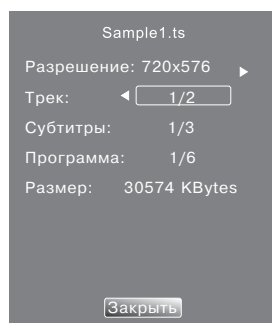 Sample1.ts
Разрешение: 720x576
Трек: 1/2
Субтитры: 1/3
Программа: 1/6
Размер: 30574 KBytes
Закрыть